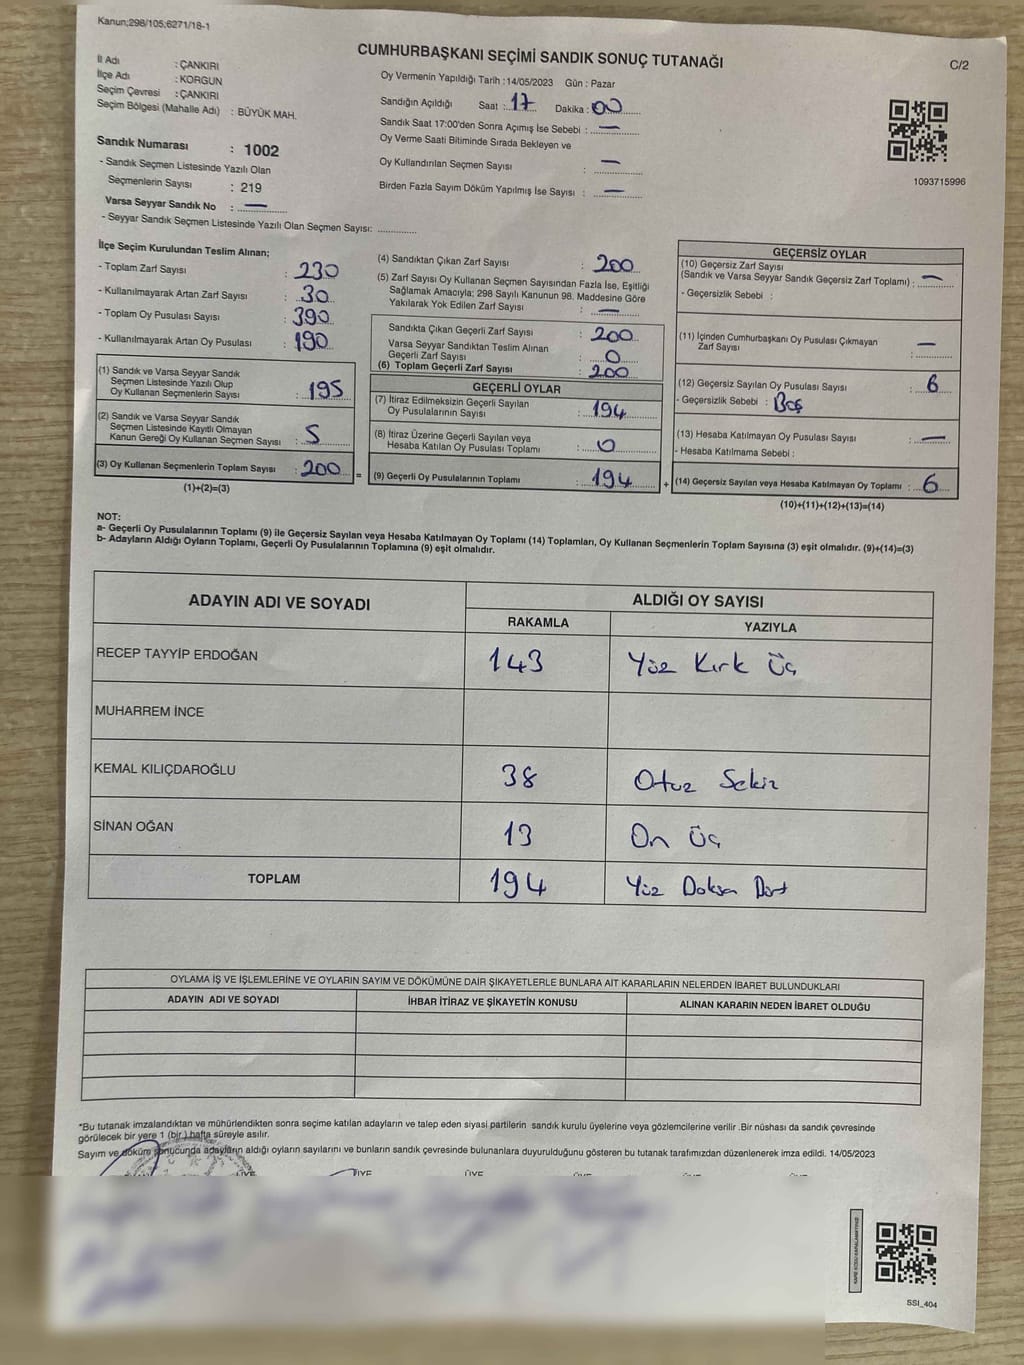 Kanun;298/105;6271/18-1
CUMHURBAŞKANI SEÇİMİ SANDIK SONUÇ TUTANAĞI
C/2
İl Adı : ÇANKIRI
İlçe Adı : KORGUN
Seçim Çevresi : ÇANKIRI
Seçim Bölgesi (Mahalle Adı) : BÜYÜK MAH.
Sandık Numarası : 1002
- Sandık Seçmen Listesinde Yazılı Olan
Seçmenlerin Sayısı : 219
Varsa Seyyar Sandık No : —
- Seyyar Sandık Seçmen Listesinde Yazılı Olan Seçmen Sayısı: ............
Oy Vermenin Yapıldığı Tarih : 14/05/2023 Gün : Pazar
Sandığın Açıldığı Saat : 17 Dakika : 00
Sandık Saat 17:00'den Sonra Açımış İse Sebebi : —
Oy Verme Saati Bitiminde Sırada Bekleyen ve
Oy Kullandırılan Seçmen Sayısı : —
Birden Fazla Sayım Döküm Yapılmış İse Sayısı : —
1093715996
İlçe Seçim Kurulundan Teslim Alınan;
- Toplam Zarf Sayısı : 230
- Kullanılmayarak Artan Zarf Sayısı : 30
- Toplam Oy Pusulası Sayısı : 390
- Kullanılmayarak Artan Oy Pusulası : 190
(1) Sandık ve Varsa Seyyar Sandık
Seçmen Listesinde Yazılı Olup
Oy Kullanan Seçmenlerin Sayısı : 195
(2) Sandık ve Varsa Seyyar Sandık
Seçmen Listesinde Kayıtlı Olmayan
Kanun Gereği Oy Kullanan Seçmen Sayısı : 5
(3) Oy Kullanan Seçmenlerin Toplam Sayısı : 200
(1)+(2)=(3)
=
(4) Sandıktan Çıkan Zarf Sayısı : 200
(5) Zarf Sayısı Oy Kullanan Seçmen Sayısından Fazla İse, Eşitliği
Sağlamak Amacıyla; 298 Sayılı Kanunun 98. Maddesine Göre
Yakılarak Yok Edilen Zarf Sayısı : —
Sandıkta Çıkan Geçerli Zarf Sayısı : 200
Varsa Seyyar Sandıktan Teslim Alınan
Geçerli Zarf Sayısı : 0
(6) Toplam Geçerli Zarf Sayısı : 200
GEÇERLİ OYLAR
(7) İtiraz Edilmeksizin Geçerli Sayılan
Oy Pusulalarının Sayısı : 194
(8) İtiraz Üzerine Geçerli Sayılan veya
Hesaba Katılan Oy Pusulası Toplamı : 0
(9) Geçerli Oy Pusulalarının Toplamı : 194
+
GEÇERSİZ OYLAR
(10) Geçersiz Zarf Sayısı
(Sandık ve Varsa Seyyar Sandık Geçersiz Zarf Toplamı) : —
- Geçersizlik Sebebi :
(11) İçinden Cumhurbaşkanı Oy Pusulası Çıkmayan
Zarf Sayısı : —
(12) Geçersiz Sayılan Oy Pusulası Sayısı : 6
- Geçersizlik Sebebi : Boş
(13) Hesaba Katılmayan Oy Pusulası Sayısı : —
- Hesaba Katılmama Sebebi :
(14) Geçersiz Sayılan veya Hesaba Katılmayan Oy Toplamı : 6
(10)+(11)+(12)+(13)=(14)
NOT:
a- Geçerli Oy Pusulalarının Toplamı (9) ile Geçersiz Sayılan veya Hesaba Katılmayan Oy Toplamı (14) Toplamları, Oy Kullanan Seçmenlerin Toplam Sayısına (3) eşit olmalıdır. (9)+(14)=(3)
b- Adayların Aldığı Oyların Toplamı, Geçerli Oy Pusulalarının Toplamına (9) eşit olmalıdır.
ADAYIN ADI VE SOYADI
ALDIĞI OY SAYISI
RAKAMLA YAZIYLA
RECEP TAYYİP ERDOĞAN 143 Yüz Kırk Üç
MUHARREM İNCE
KEMAL KILIÇDAROĞLU 38 Otuz Sekiz
SİNAN OĞAN 13 On Üç
TOPLAM 194 Yüz Doksan Dört
OYLAMA İŞ VE İŞLEMLERİNE VE OYLARIN SAYIM VE DÖKÜMÜNE DAİR ŞİKAYETLERLE BUNLARA AİT KARARLARIN NELERDEN İBARET BULUNDUKLARI
ADAYIN ADI VE SOYADI İHBAR İTİRAZ VE ŞİKAYETİN KONUSU ALINAN KARARIN NEDEN İBARET OLDUĞU
*Bu tutanak imzalandıktan ve mühürlendikten sonra seçime katılan adayların ve talep eden siyasi partilerin sandık kurulu üyelerine veya gözlemcilerine verilir .Bir nüshası da sandık çevresinde
görülecek bir yere 1 (bir ) hafta süreyle asılır.
Sayım ve döküm sonucunda adayların aldığı oyların sayılarını ve bunların sandık çevresinde bulunanlara duyurulduğunu gösteren bu tutanak tarafımızdan düzenlenerek imza edildi. 14/05/2023
ÜYE ÜYE
SSI_404